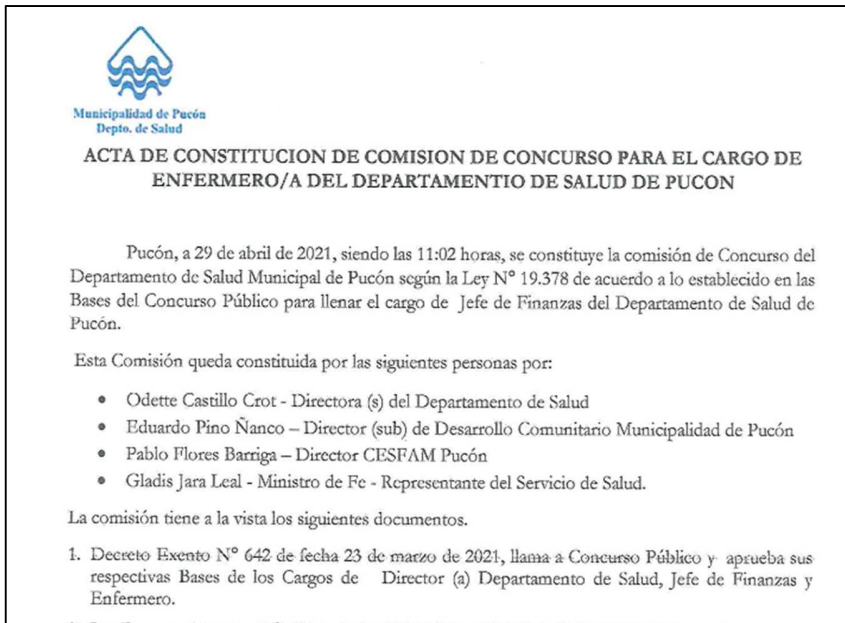 Municipalidad de Pucón
Depto. de Salud
ACTA DE CONSTITUCION DE COMISION DE CONCURSO PARA EL CARGO DE
ENFERMERO/A DEL DEPARTAMENTIO DE SALUD DE PUCON
Pucón, a 29 de abril de 2021, siendo las 11:02 horas, se constituye la comisión de Concurso del
Departamento de Salud Municipal de Pucón según la Ley N° 19.378 de acuerdo a lo establecido en las
Bases del Concurso Público para llenar el cargo de Jefe de Finanzas del Departamento de Salud de
Pucón.
Esta Comisión queda constituida por las siguientes personas por:
• Odette Castillo Crot - Directora (s) del Departamento de Salud
• Eduardo Pino Ñanco – Director (sub) de Desarrollo Comunitario Municipalidad de Pucón
• Pablo Flores Barriga – Director CESFAM Pucón
• Gladis Jara Leal - Ministro de Fe - Representante del Servicio de Salud.
La comisión tiene a la vista los siguientes documentos.
1. Decreto Exento N° 642 de fecha 23 de marzo de 2021, llama a Concurso Público y aprueba sus
respectivas Bases de los Cargos de Director (a) Departamento de Salud, Jefe de Finanzas y
Enfermero.